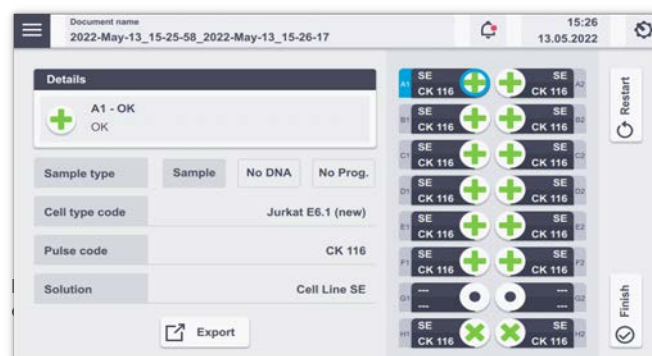 Document name
2022-May-13_15-25-58_2022-May-13_15-26-17
15:26
13.05.2022
Details
A1 - OK
OK
Sample type
Sample
No DNA
No Prog.
Cell type code
Jurkat E6.1 (new)
Pulse code
CK 116
Solution
Cell Line SE
Export
A1 SE SE A2
CK 116 CK 116
B1 SE SE B2
CK 116 CK 116
C1 SE SE C2
CK 116 CK 116
D1 SE SE D2
CK 116 CK 116
E1 SE SE E2
CK 116 CK 116
F1 SE SE F2
CK 116 CK 116
G1 --- --- G2
--- ---
H1 SE SE H2
CK 116 CK 116
Restart
Finish